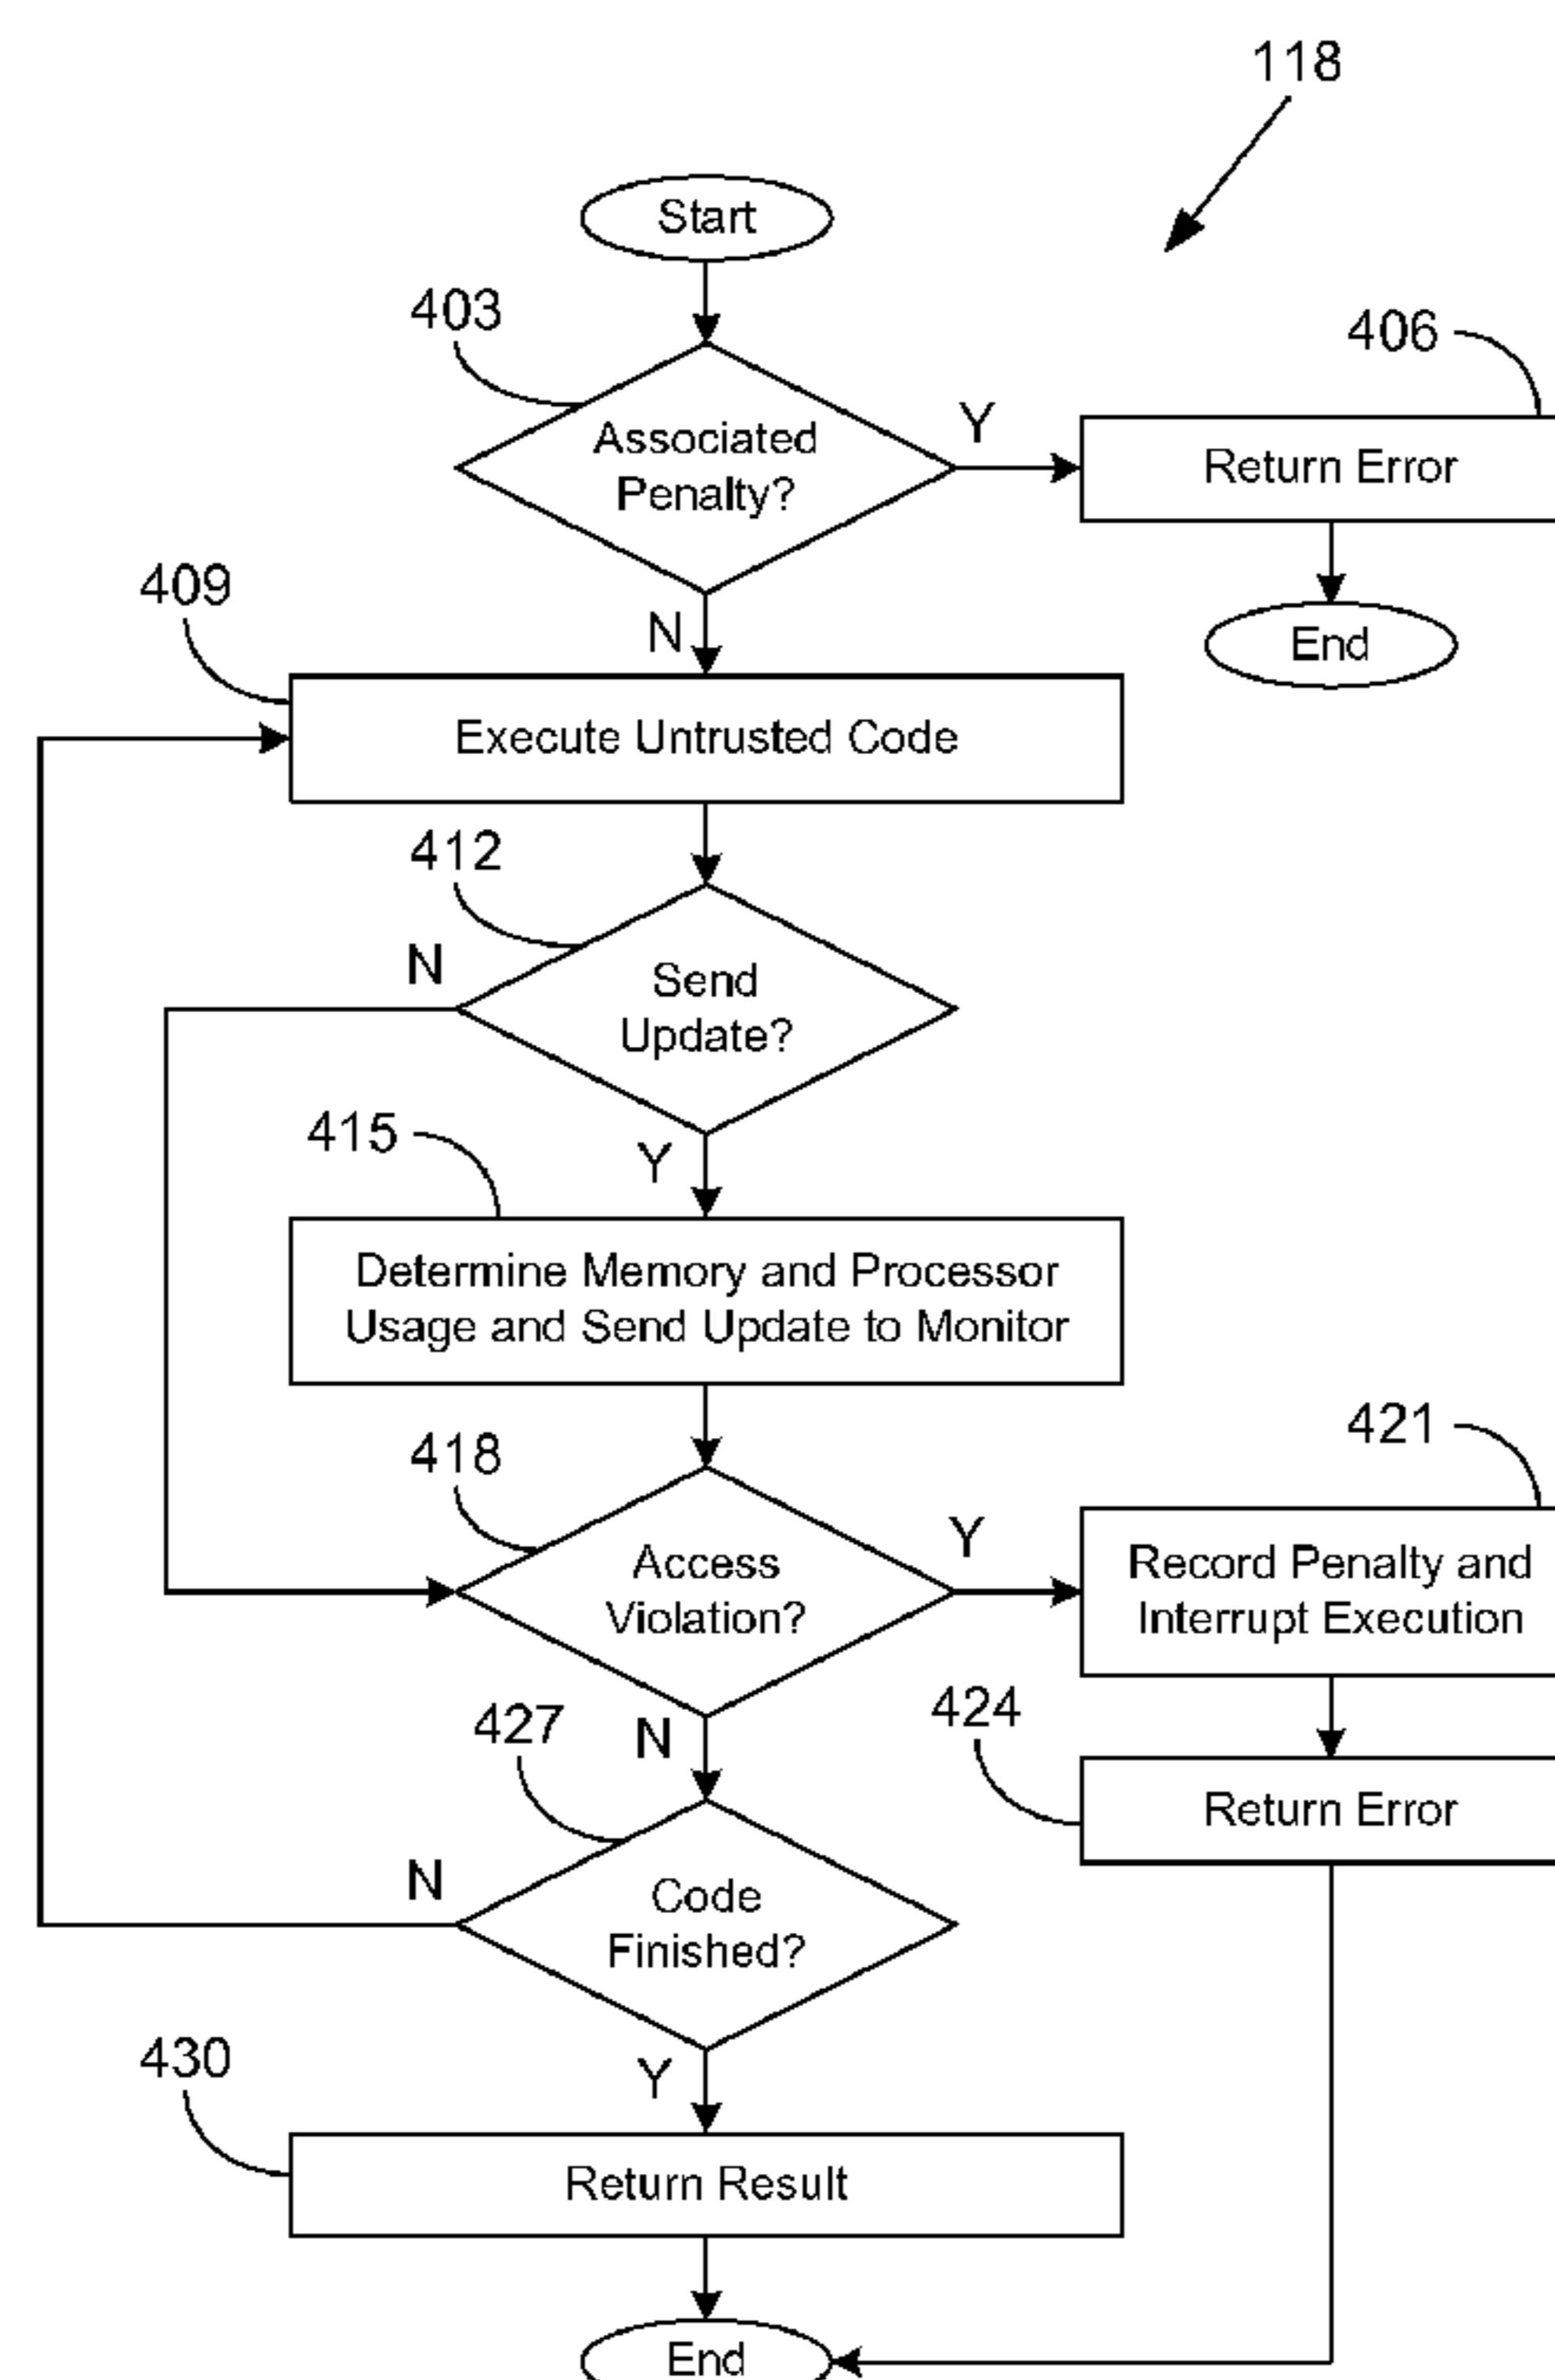 118
Start
403
Associated
Penalty?
Y
406
Return Error
End
N
409
Execute Untrusted Code
412
N
Send
Update?
Y
415
Determine Memory and Processor
Usage and Send Update to Monitor
418
Access
Violation?
Y
421
Record Penalty and
Interrupt Execution
424
Return Error
N
427
N
Code
Finished?
Y
430
Return Result
End